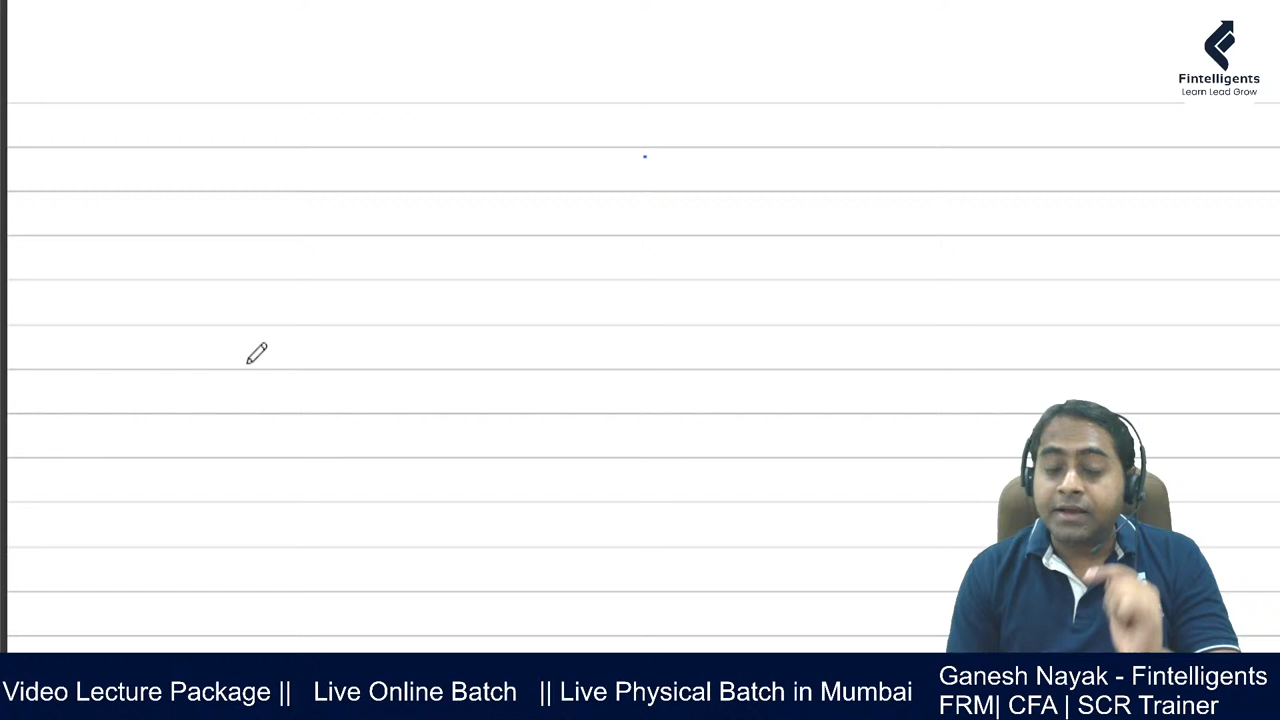 Fintelligents
Learn Lead Grow
Video Lecture Package || Live Online Batch || Live Physical Batch in Mumbai
Ganesh Nayak - Fintelligents
FRM| CFA | SCR Trainer